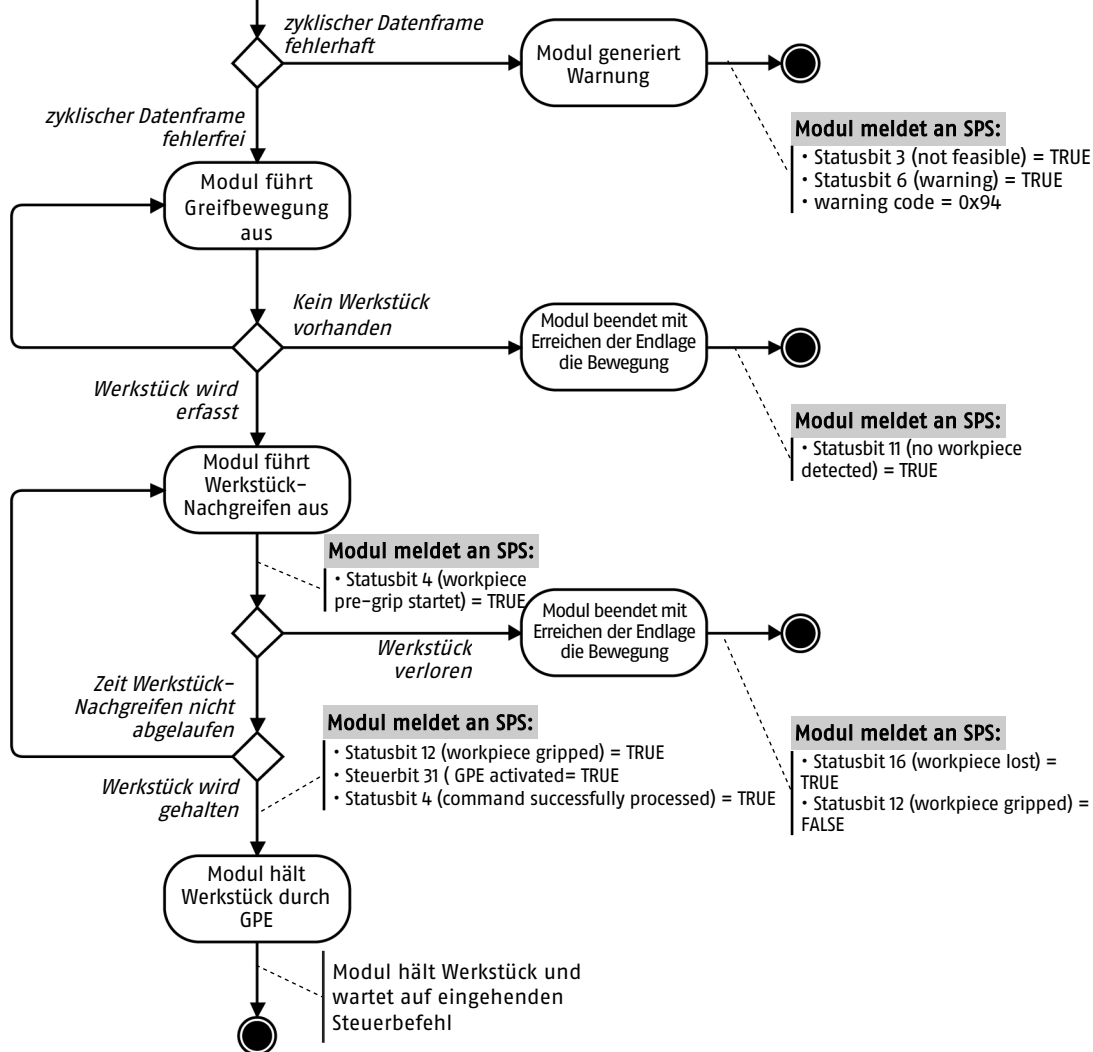 zyklischer Datenframe
fehlerhaft
Modul generiert
Warnung
zyklischer Datenframe
fehlerfrei
Modul meldet an SPS:
• Statusbit 3 (not feasible) = TRUE
• Statusbit 6 (warning) = TRUE
• warning code = 0x94
Modul führt
Greifbewegung
aus
Kein Werkstück
vorhanden
Modul beendet mit
Erreichen der Endlage
die Bewegung
Werkstück wird
erfasst
Modul meldet an SPS:
• Statusbit 11 (no workpiece
detected) = TRUE
Modul führt
Werkstück-
Nachgreifen aus
Modul meldet an SPS:
• Statusbit 4 (workpiece
pre-grip startet) = TRUE
Modul beendet mit
Erreichen der Endlage
die Bewegung
Werkstück
verloren
Zeit Werkstück-
Nachgreifen nicht
abgelaufen
Modul meldet an SPS:
• Statusbit 12 (workpiece gripped) = TRUE
• Steuerbit 31 ( GPE activated= TRUE
• Statusbit 4 (command successfully processed) = TRUE
Modul meldet an SPS:
• Statusbit 16 (workpiece lost) =
TRUE
• Statusbit 12 (workpiece gripped) =
FALSE
Werkstück wird
gehalten
Modul hält
Werkstück durch
GPE
Modul hält Werkstück und
wartet auf eingehenden
Steuerbefehl